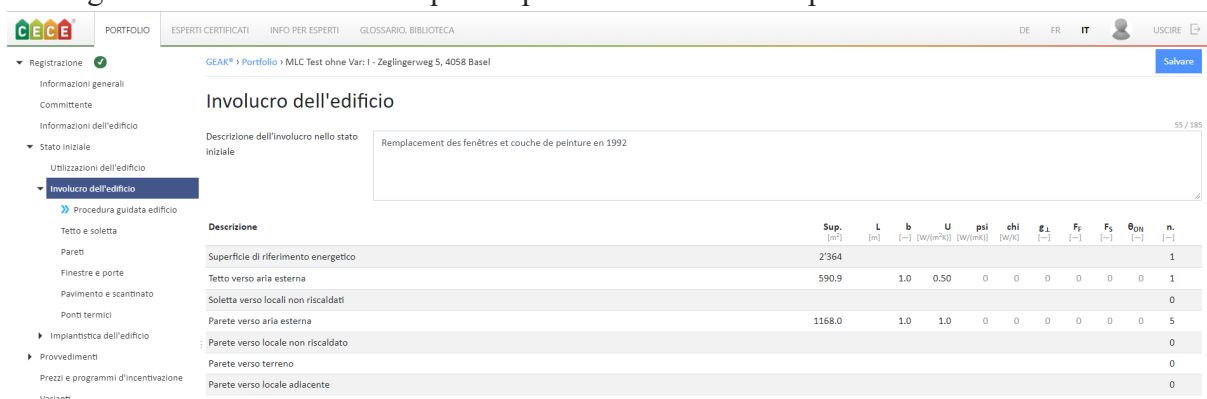 CECE®
PORTFOLIO ESPERTI CERTIFICATI INFO PER ESPERTI GLOSSARIO, BIBLIOTECA DE FR IT USCIRE
Registrazione
GEAK® › Portfolio › MLC Test ohne Var: I - Zeglingerweg 5, 4058 Basel
Salvare
Informazioni generali
Committente
Informazioni dell'edificio
Stato iniziale
Utilizzazioni dell'edificio
Involucro dell'edificio
Procedura guidata edificio
Tetto e soletta
Pareti
Finestre e porte
Pavimento e scantinato
Ponti termici
Impiantistica dell'edificio
Provvedimenti
Prezzi e programmi d'incentivazione
Varianti
Involucro dell'edificio
55 / 185
Descrizione dell'involucro nello stato
iniziale
Remplacement des fenêtres et couche de peinture en 1992
Descrizione Sup. L b U psi chi g⊥ FF FS θON n.
[m²] [m] [—] [W/(m²K)] [W/(mK)] [W/K] [—] [—] [—] [—] [—]
Superficie di riferimento energetico 2'364 1
Tetto verso aria esterna 590.9 1.0 0.50 0 0 0 0 0 0 1
Soletta verso locali non riscaldati 0
Parete verso aria esterna 1168.0 1.0 1.0 0 0 0 0 0 0 5
Parete verso locale non riscaldato 0
Parete verso terreno 0
Parete verso locale adiacente 0